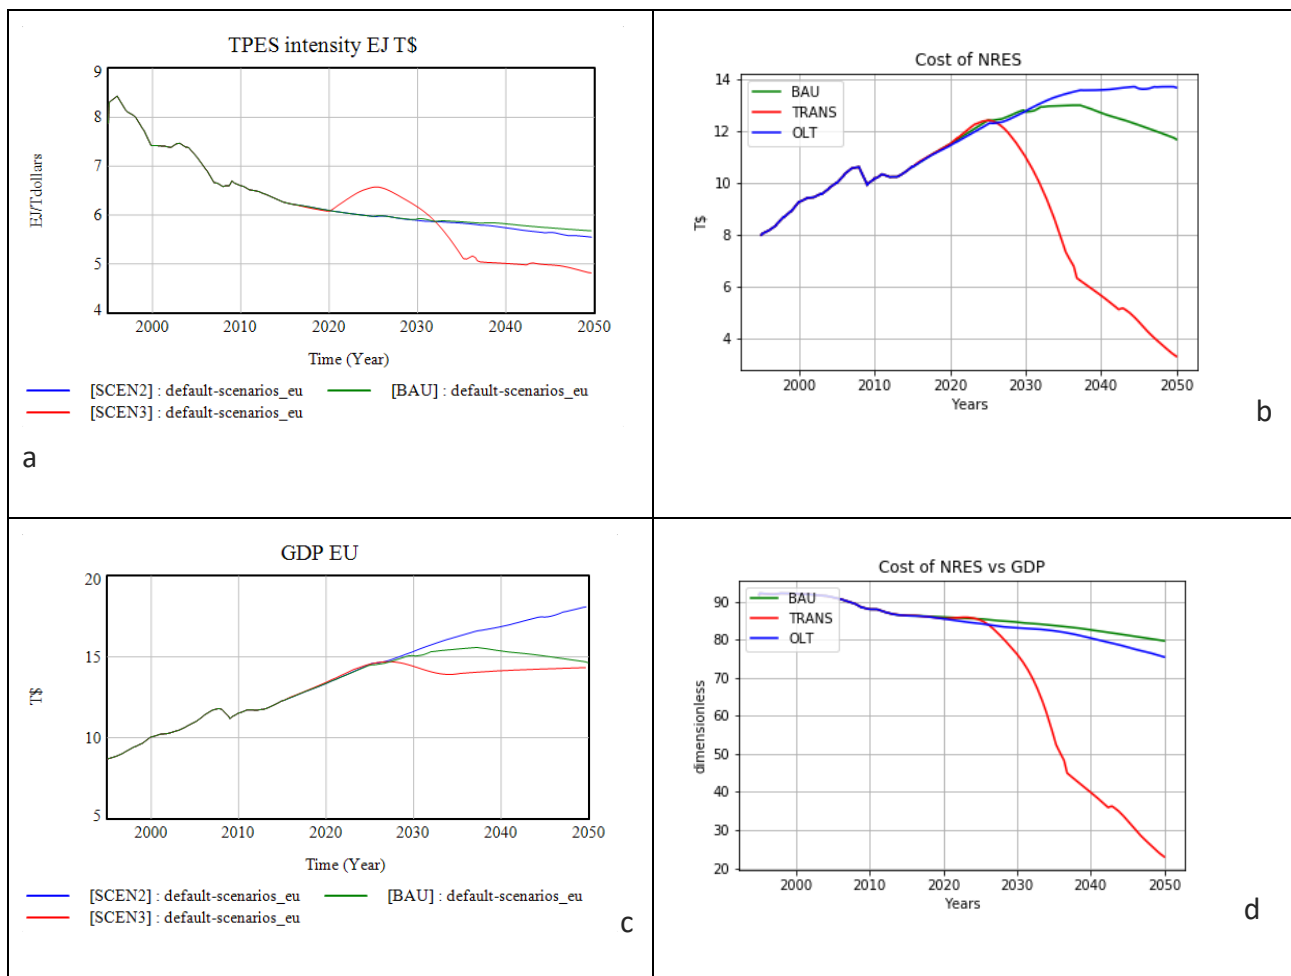 TPES intensity EJ T$
9
8
7
6
5
4
EJ/Tdollars
2000 2010 2020 2030 2040 2050
Time (Year)
[SCEN2] : default-scenarios_eu [BAU] : default-scenarios_eu
[SCEN3] : default-scenarios_eu
a
Cost of NRES
14
12
10
8
6
4
T$
BAU
TRANS
OLT
2000 2010 2020 2030 2040 2050
Years
b
GDP EU
20
15
10
5
T$
2000 2010 2020 2030 2040 2050
Time (Year)
[SCEN2] : default-scenarios_eu [BAU] : default-scenarios_eu
[SCEN3] : default-scenarios_eu
c
Cost of NRES vs GDP
90
80
70
60
50
40
30
20
dimensionless
BAU
TRANS
OLT
2000 2010 2020 2030 2040 2050
Years
d